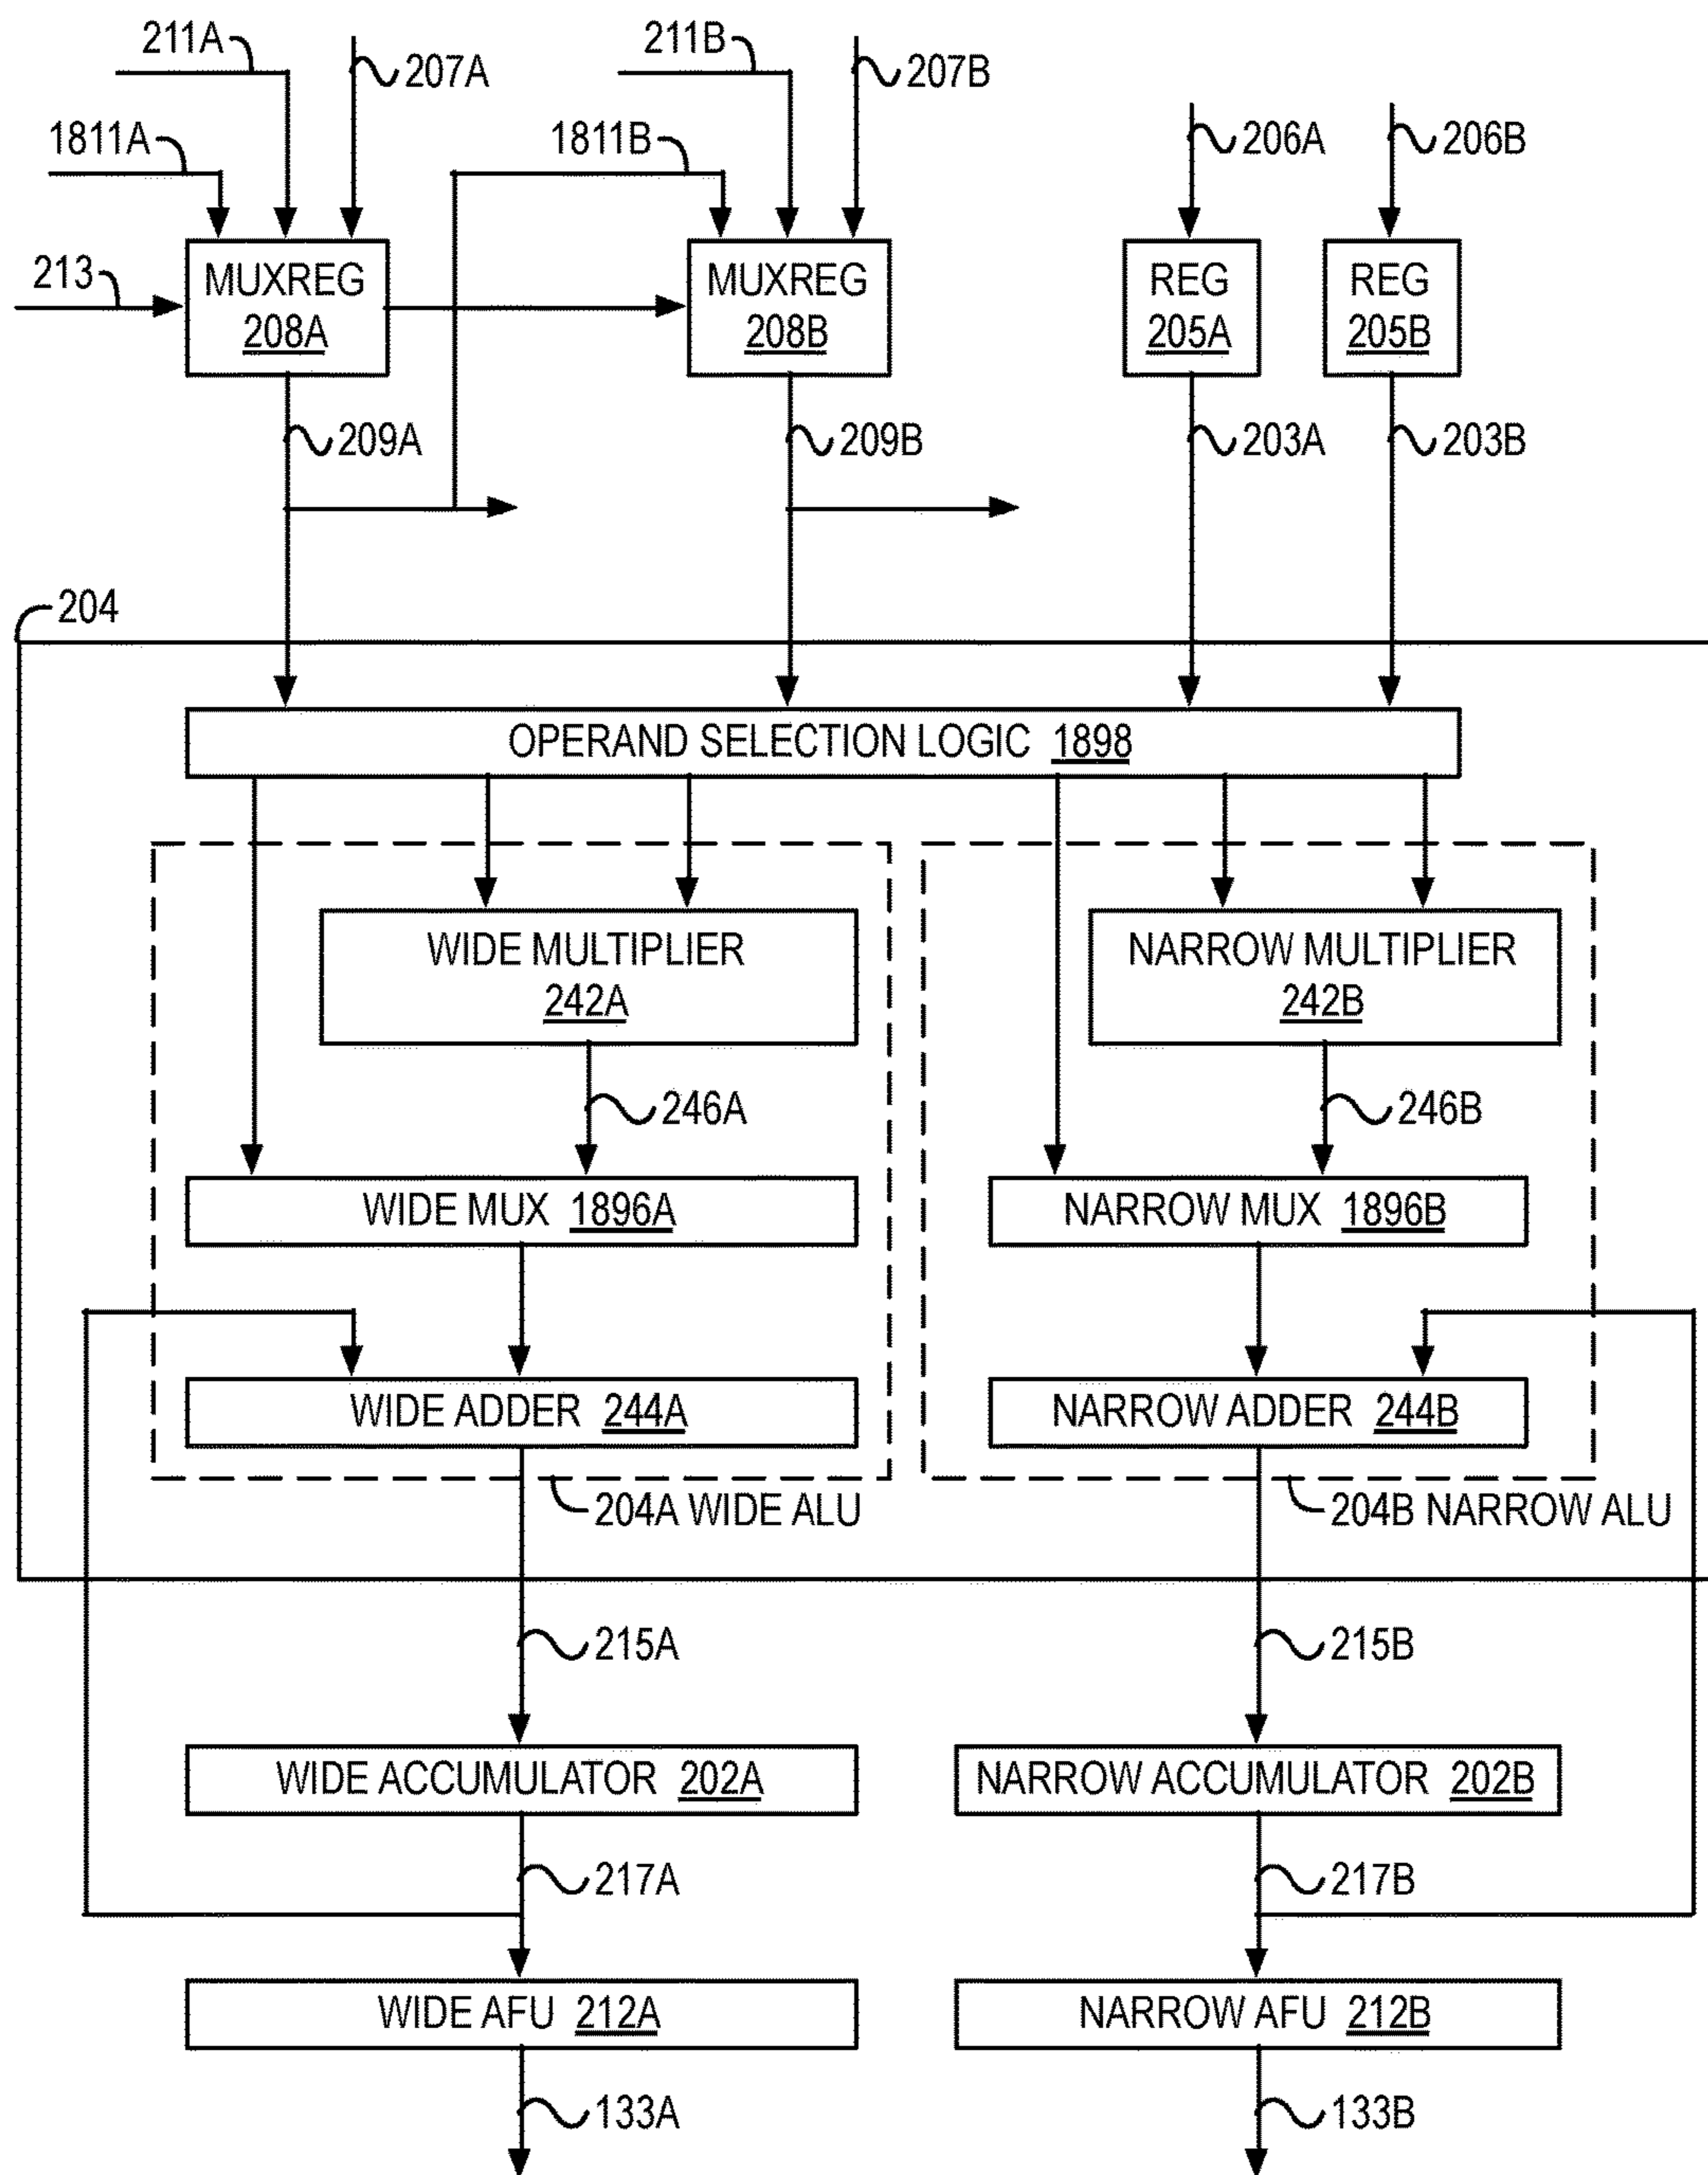 211A
207A
211B
207B
1811A
1811B
206A
206B
213
MUXREG
208A
MUXREG
208B
REG
205A
REG
205B
209A
209B
203A
203B
204
OPERAND SELECTION LOGIC 1898
WIDE MULTIPLIER
242A
NARROW MULTIPLIER
242B
246A
246B
WIDE MUX 1896A
NARROW MUX 1896B
WIDE ADDER 244A
NARROW ADDER 244B
204A WIDE ALU
204B NARROW ALU
215A
215B
WIDE ACCUMULATOR 202A
NARROW ACCUMULATOR 202B
217A
217B
WIDE AFU 212A
NARROW AFU 212B
133A
133B